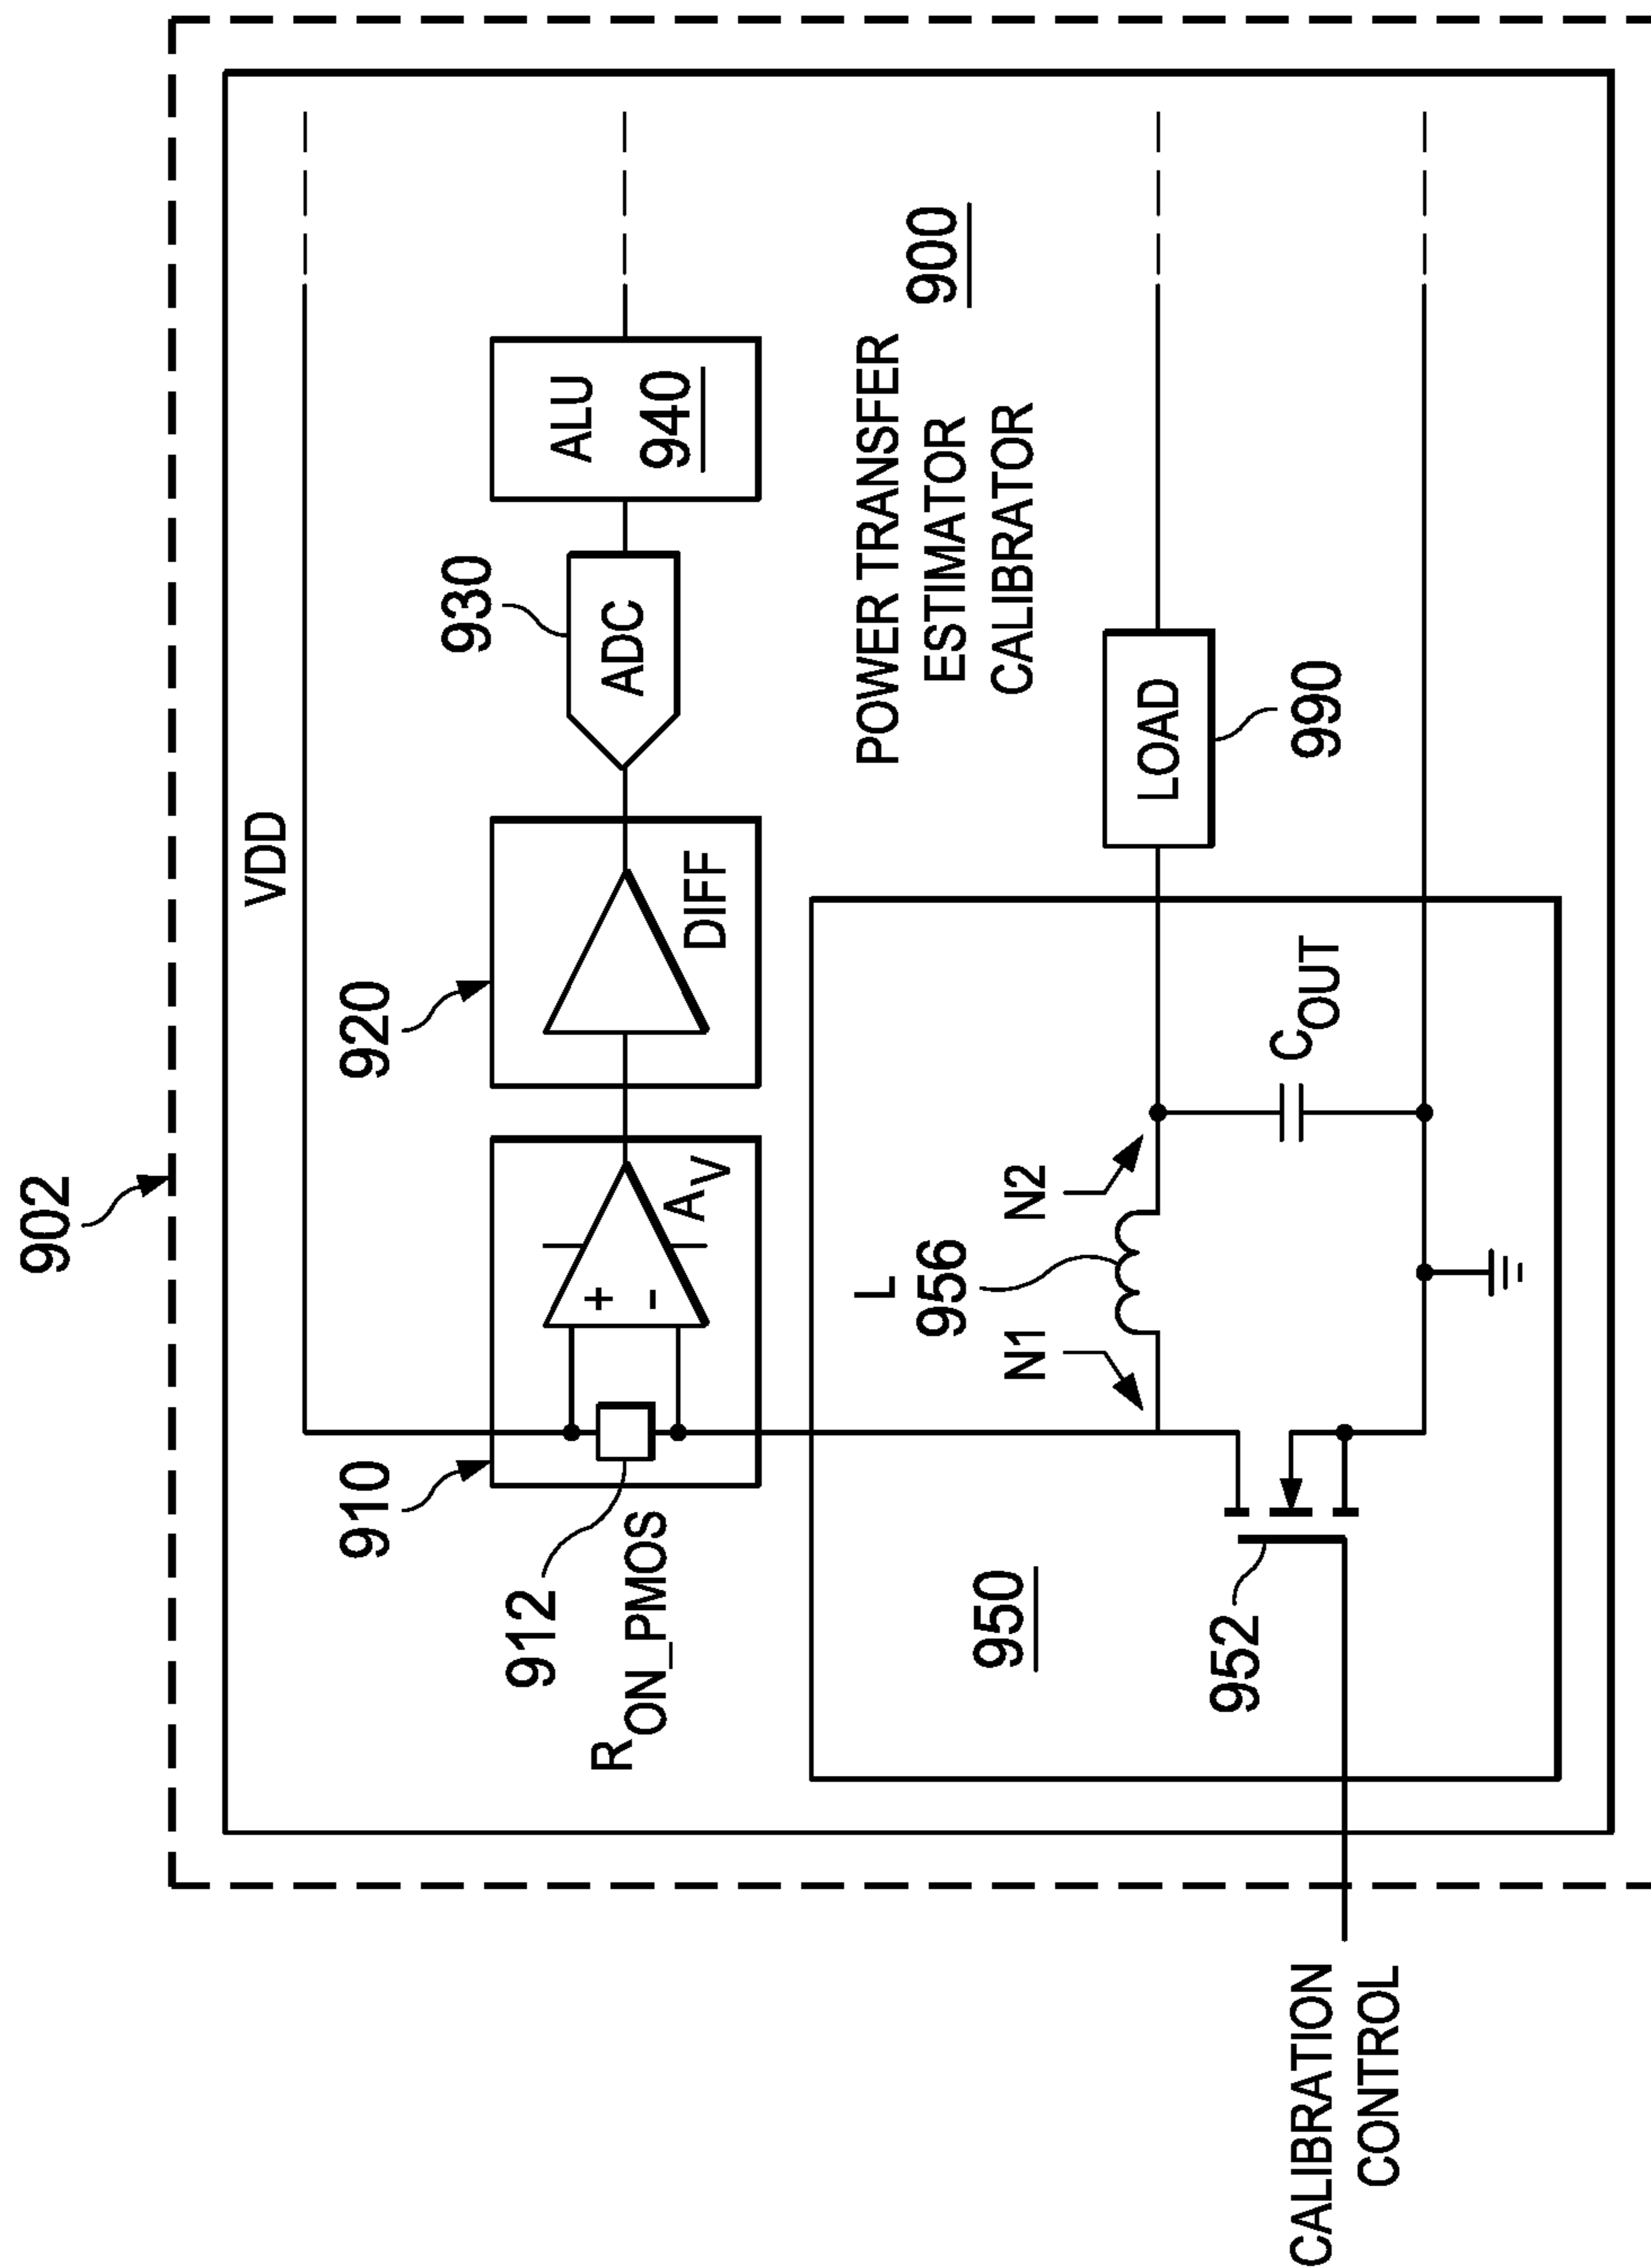 902
VDD
910
920
930
912
R_ON_PMOS
+
-
A_V
DIFF
ADC
ALU
940
POWER TRANSFER
ESTIMATOR
CALIBRATOR
900
950
L
956
N1
N2
952
C_OUT
LOAD
990
CALIBRATION
CONTROL